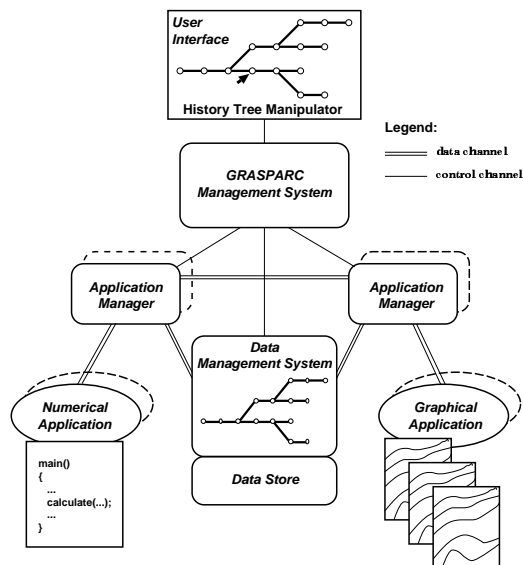 User
Interface
History Tree Manipulator
Legend:
data channel
control channel
GRASPARC
Management System
Application
Manager
Application
Manager
Data
Management System
Numerical
Application
Graphical
Application
Data Store
main()
{
...
calculate(...);
...
}